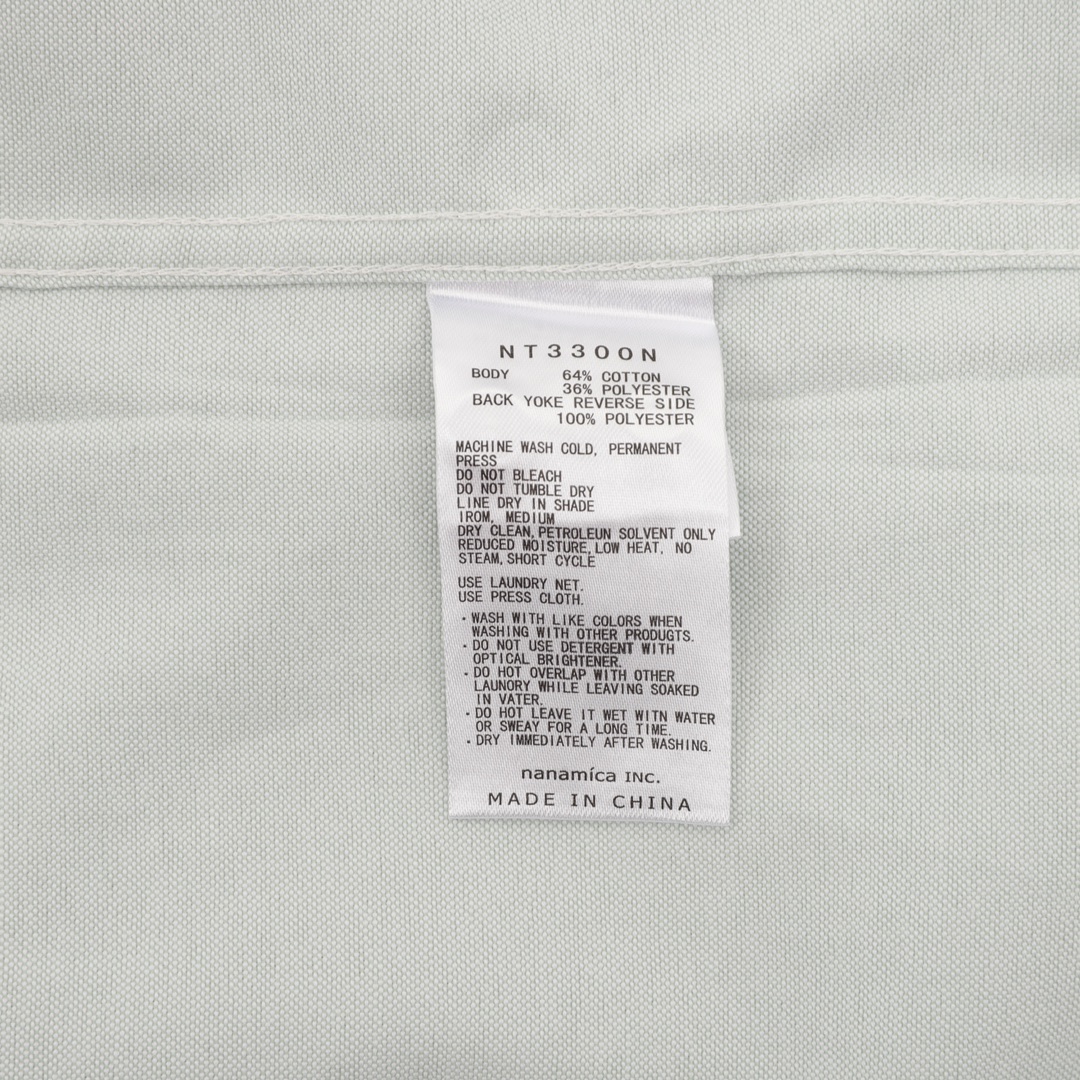 NT3300N
BODY 64% COTTON
36% POLYESTER
BACK YOKE REVERSE SIDE
100% POLYESTER
MACHINE WASH COLD, PERMANENT
PRESS
DO NOT BLEACH
DO NOT TUMBLE DRY
LINE DRY IN SHADE
IROM, MEDIUM
DRY CLEAN, PETROLEUN SOLVENT ONLY
REDUCED MOISTURE, LOW HEAT, NO
STEAM, SHORT CYCLE
USE LAUNDRY NET.
USE PRESS CLOTH.
・WASH WITH LIKE COLORS WHEN
WASHING WITH OTHER PRODUGTS.
・DO NOT USE DETERGENT WITH
OPTICAL BRIGHTENER.
・DO HOT OVERLAP WITH OTHER
LAUNORY WHILE LEAVING SOAKED
IN VATER.
・DO HOT LEAVE IT WET WITN WATER
OR SWEAY FOR A LONG TIME.
・DRY IMMEDIATELY AFTER WASHING.
nanamíca INC.
MADE IN CHINA